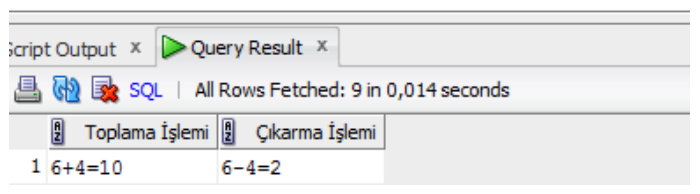 Script Output x Query Result x
SQL | All Rows Fetched: 9 in 0,014 seconds
Toplama İşlemi Çıkarma İşlemi
1 6+4=10 6-4=2